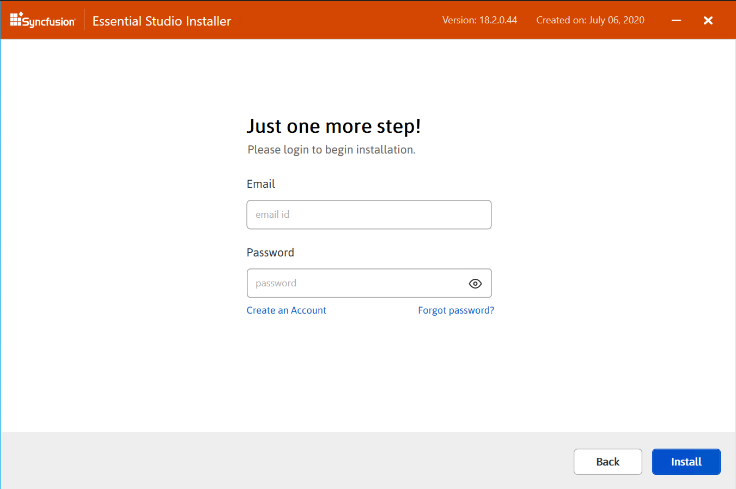 Syncfusion Essential Studio Installer Version: 18.2.0.44 Created on: July 06, 2020
Just one more step!
Please login to begin installation.
Email
email id
Password
password
Create an Account Forgot password?
Back Install